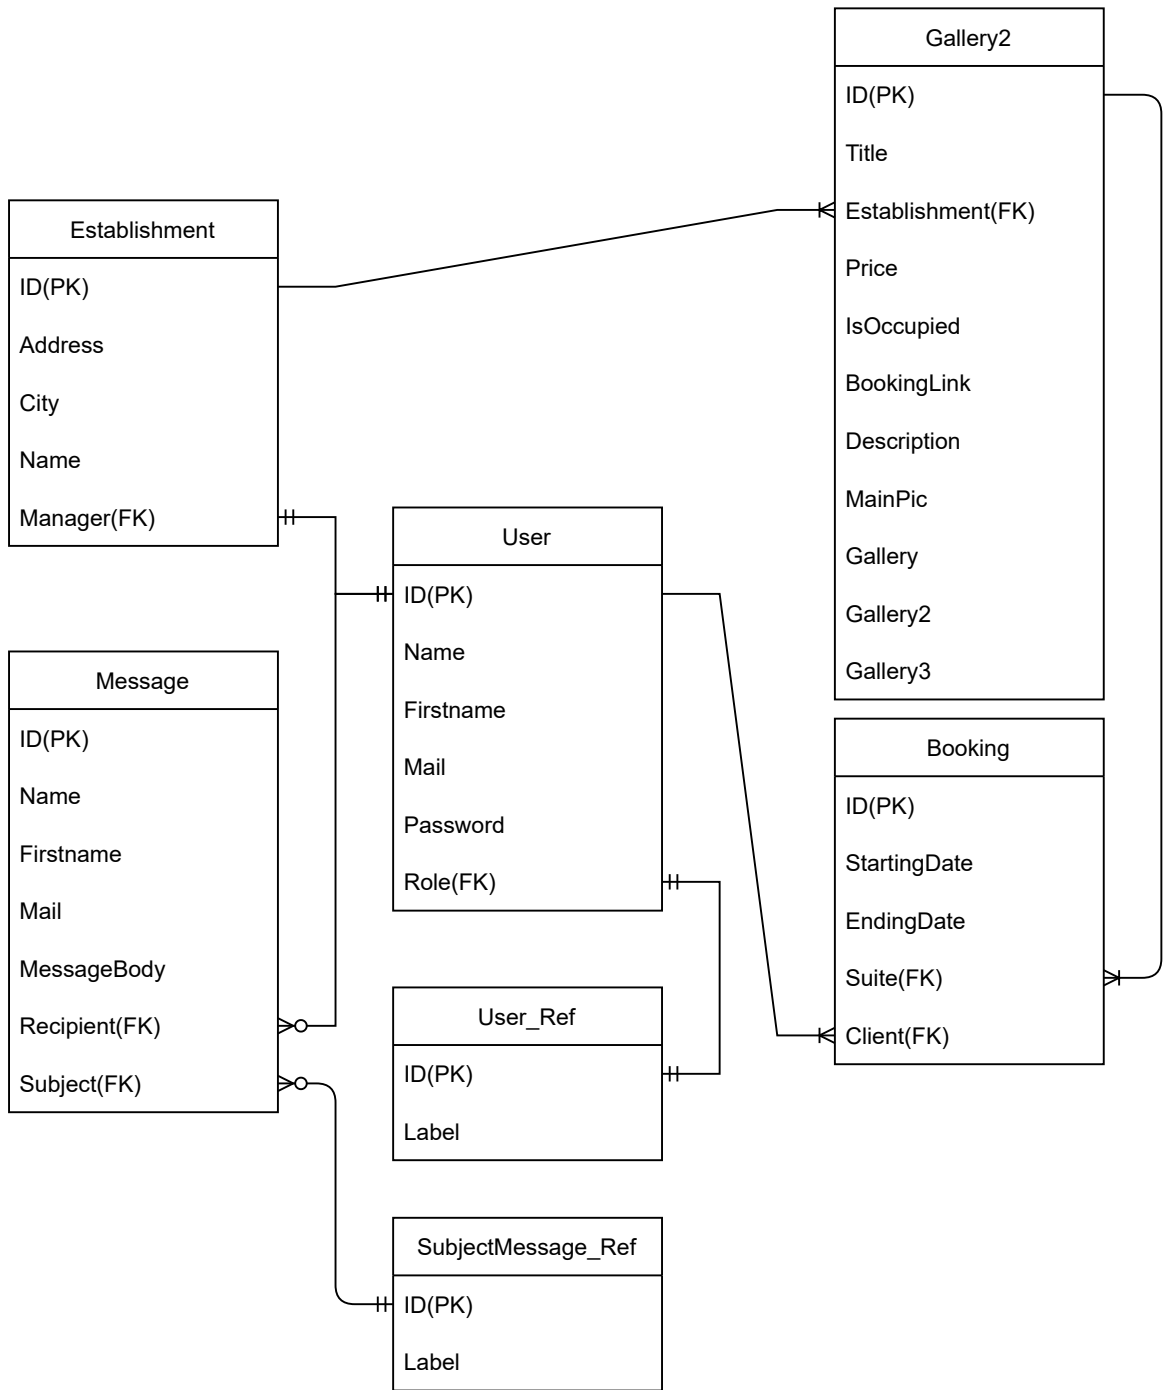 Gallery2
ID(PK)
Title
Establishment(FK)
Price
IsOccupied
BookingLink
Description
MainPic
Gallery
Gallery2
Gallery3
Establishment
ID(PK)
Address
City
Name
Manager(FK)
User
ID(PK)
Name
Firstname
Mail
Password
Role(FK)
Message
ID(PK)
Name
Firstname
Mail
MessageBody
Recipient(FK)
Subject(FK)
Booking
ID(PK)
StartingDate
EndingDate
Suite(FK)
Client(FK)
User_Ref
ID(PK)
Label
SubjectMessage_Ref
ID(PK)
Label